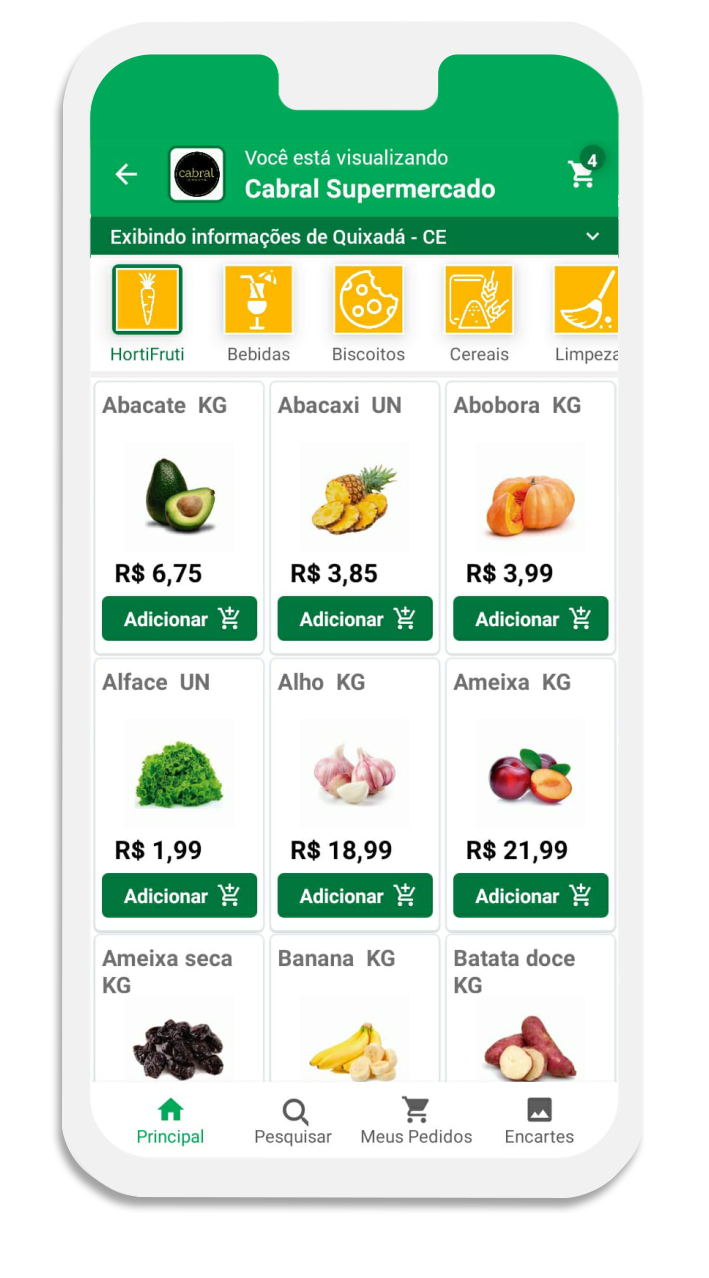 Você está visualizando
4
cabral
Cabral Supermercado
Exibindo informações de Quixadá - CE
HortiFruti Bebidas Biscoitos Cereais Limpeza
Abacate KG Abacaxi UN Abobora KG
R$ 6,75 R$ 3,85 R$ 3,99
Adicionar Adicionar Adicionar
Alface UN Alho KG Ameixa KG
R$ 1,99 R$ 18,99 R$ 21,99
Adicionar Adicionar Adicionar
Ameixa seca Banana KG Batata doce
KG KG
Principal Pesquisar Meus Pedidos Encartes